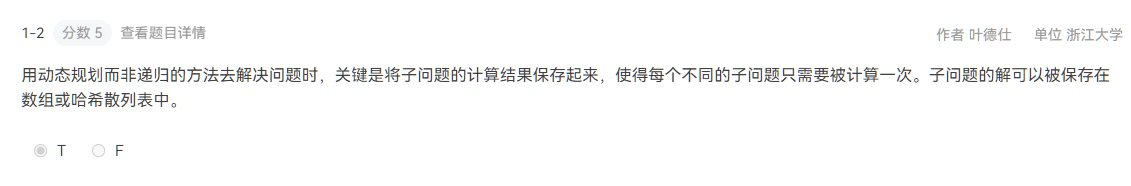 1-2 分数 5 查看题目详情 作者 叶德仕 单位 浙江大学
用动态规划而非递归的方法去解决问题时，关键是将子问题的计算结果保存起来，使得每个不同的子问题只需要被计算一次。子问题的解可以被保存在
数组或哈希散列表中。
T F